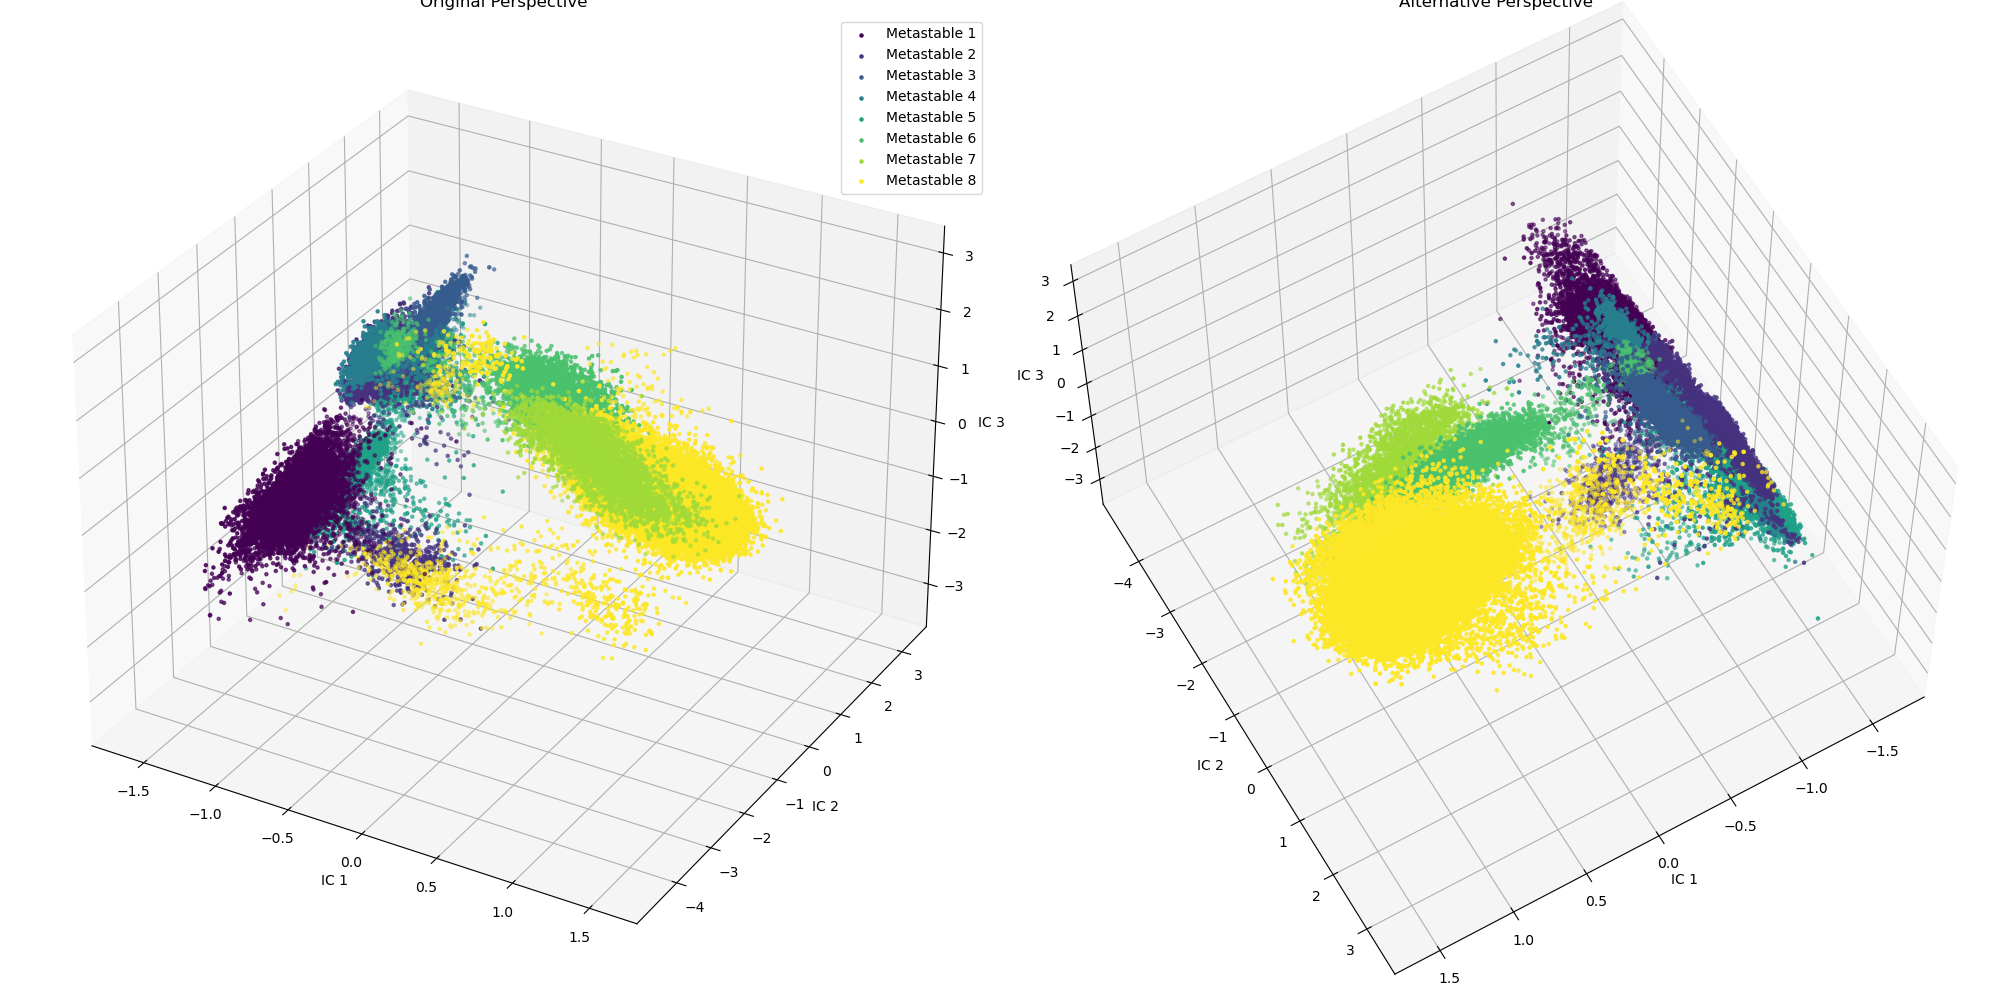 Original Perspective
Alternative Perspective
Metastable 1
Metastable 2
Metastable 3
Metastable 4
Metastable 5
Metastable 6
Metastable 7
Metastable 8
3
2
1
0
−1
−2
−3
IC 3
3
2
1
0
−1
−2
−3
−4
IC 2
−1.5
−1.0
−0.5
0.0
0.5
1.0
1.5
IC 1
3
2
1
0
−1
−2
−3
IC 3
−4
−3
−2
−1
0
1
2
3
IC 2
−1.5
−1.0
−0.5
0.0
0.5
1.0
1.5
IC 1